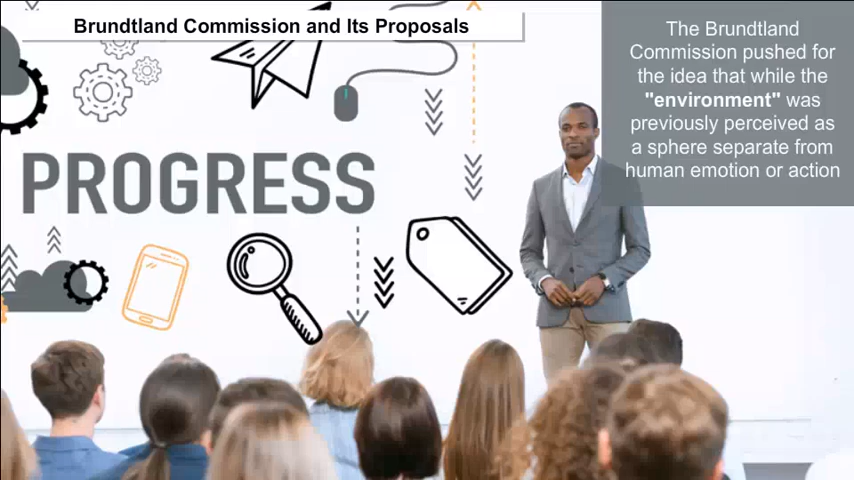 Brundtland Commission and Its Proposals
The Brundtland
Commission pushed for
the idea that while the
"environment" was
previously perceived as
a sphere separate from
human emotion or action
PROGRESS